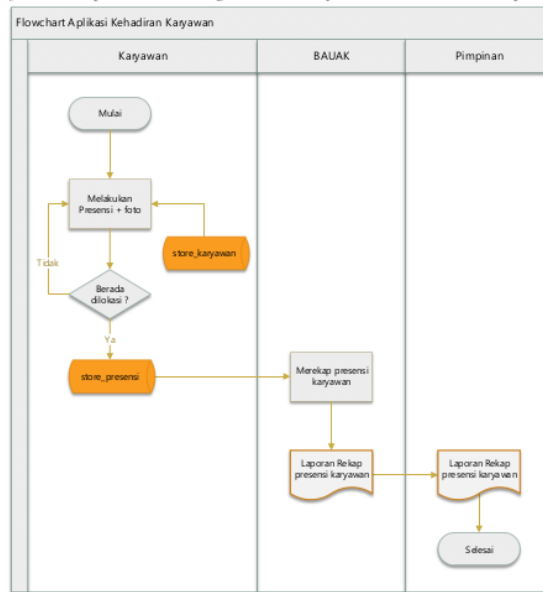 Flowchart Aplikasi Kehadiran Karyawan
Karyawan
BAUAK
Pimpinan
Mulai
Melakukan
Presensi + foto
store_karyawan
Tidak
Berada
dilokasi ?
Ya
store_presensi
Merekap presensi
karyawan
Laporan Rekap
presensi karyawan
Laporan Rekap
presensi karyawan
Selesai